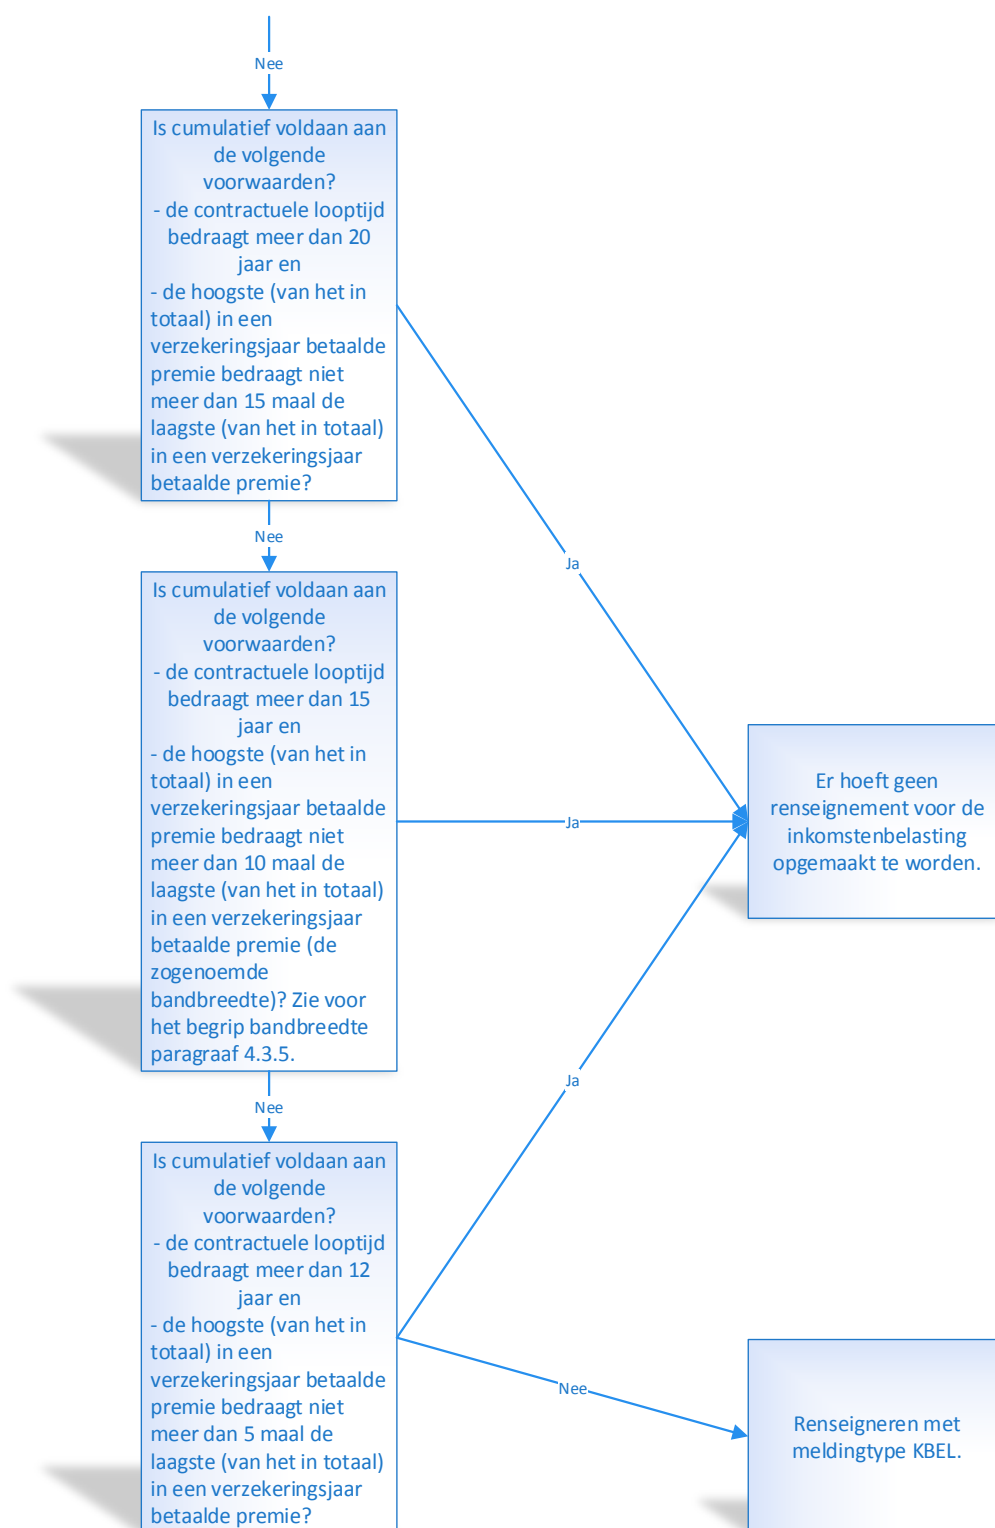 Nee
Is cumulatief voldaan aan
de volgende
voorwaarden?
- de contractuele looptijd
bedraagt meer dan 20
jaar en
- de hoogste (van het in
totaal) in een
verzekeringsjaar betaalde
premie bedraagt niet
meer dan 15 maal de
laagste (van het in totaal)
in een verzekeringsjaar
betaalde premie?
Ja
Nee
Is cumulatief voldaan aan
de volgende
voorwaarden?
- de contractuele looptijd
bedraagt meer dan 15
jaar en
- de hoogste (van het in
totaal) in een
verzekeringsjaar betaalde
premie bedraagt niet
meer dan 10 maal de
laagste (van het in totaal)
in een verzekeringsjaar
betaalde premie (de
zogenoemde
bandbreedte)? Zie voor
het begrip bandbreedte
paragraaf 4.3.5.
Ja
Er hoeft geen
renseignement voor de
inkomstenbelasting
opgemaakt te worden.
Nee
Is cumulatief voldaan aan
de volgende
voorwaarden?
- de contractuele looptijd
bedraagt meer dan 12
jaar en
- de hoogste (van het in
totaal) in een
verzekeringsjaar betaalde
premie bedraagt niet
meer dan 5 maal de
laagste (van het in totaal)
in een verzekeringsjaar
betaalde premie?
Ja
Nee
Renseigneren met
meldingtype KBEL.